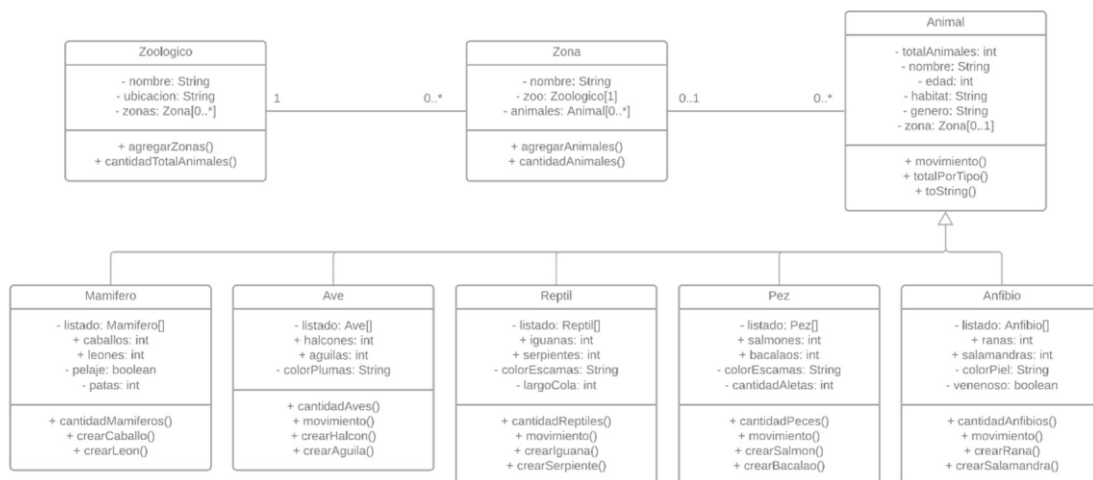 Zoologico
- nombre: String
- ubicacion: String
- zonas: Zona[0..*]
+ agregarZonas()
+ cantidadTotalAnimales()
1
0..*
Zona
- nombre: String
- zoo: Zoologico[1]
- animales: Animal[0..*]
+ agregarAnimales()
+ cantidadAnimales()
0..1
0..*
Animal
- totalAnimales: int
- nombre: String
- edad: int
- habitat: String
- genero: String
- zona: Zona[0..1]
+ movimiento()
+ totalPorTipo()
+ toString()
Mamifero
- listado: Mamifero[]
+ caballos: int
+ leones: int
- pelaje: boolean
- patas: int
+ cantidadMamiferos()
+ crearCaballo()
+ crearLeon()
Ave
- listado: Ave[]
+ halcones: int
+ aguilas: int
- colorPlumas: String
+ cantidadAves()
+ movimiento()
+ crearHalcon()
+ crearAguila()
Reptil
- listado: Reptil[]
+ iguanas: int
+ serpientes: int
- colorEscamas: String
- largoCola: int
+ cantidadReptiles()
+ movimiento()
+ crearIguana()
+ crearSerpiente()
Pez
- listado: Pez[]
+ salmones: int
+ bacalaos: int
- colorEscamas: String
- cantidadAletas: int
+ cantidadPeces()
+ movimiento()
+ crearSalmon()
+ crearBacalao()
Anfibio
- listado: Anfibio[]
+ ranas: int
+ salamandras: int
- colorPiel: String
- venenoso: boolean
+ cantidadAnfibios()
+ movimiento()
+ crearRana()
+ crearSalamandra()